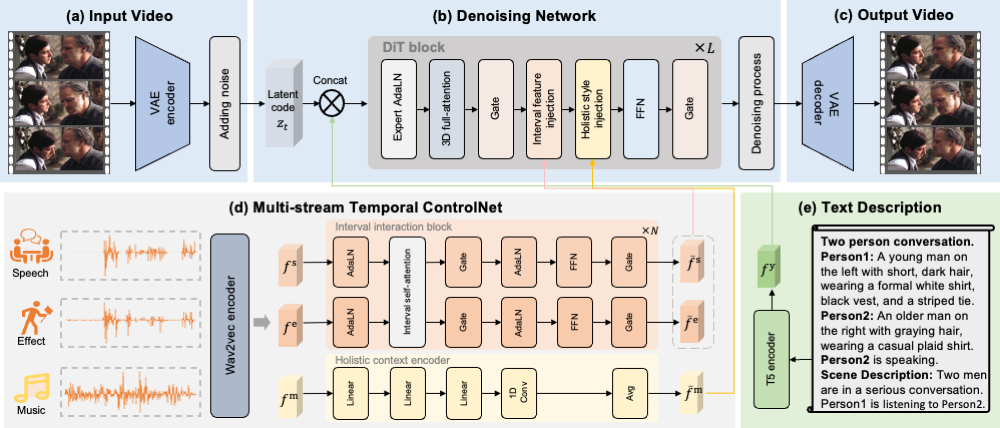 (a) Input Video
VAE encoder
Adding noise
(b) Denoising Network
Latent
code
z_t
Concat
DiT block
×L
Expert AdaLN
3D full-attention
Gate
Interval feature
injection
Holistic style
injection
FFN
Gate
Denoising process
(c) Output Video
VAE
decoder
(d) Multi-stream Temporal ControlNet
Speech
Effect
Music
Wav2vec encoder
Interval interaction block
×N
f^s
AdaLN
Interval self-attention
Gate
AdaLN
FFN
Gate
f̃^s
f^e
AdaLN
Gate
AdaLN
FFN
Gate
f̃^e
Holistic context encoder
f^m
Linear
Linear
Linear
1D
Conv
Avg
f̃^m
(e) Text Description
f^y
T5 encoder
Two person conversation.
Person1: A young man on
the left with short, dark hair,
wearing a formal white shirt,
black vest, and a striped tie.
Person2: An older man on
the right with graying hair,
wearing a casual plaid shirt.
Person2 is speaking.
Scene Description: Two men
are in a serious conversation.
Person1 is listening to Person2.